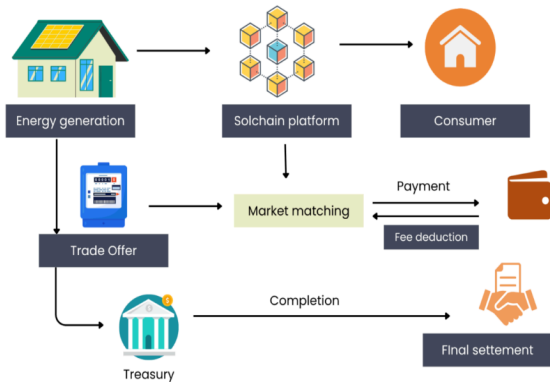 Energy generation
Solchain platform
Consumer
Payment
Market matching
Fee deduction
Trade Offer
Completion
FInal settement
Treasury